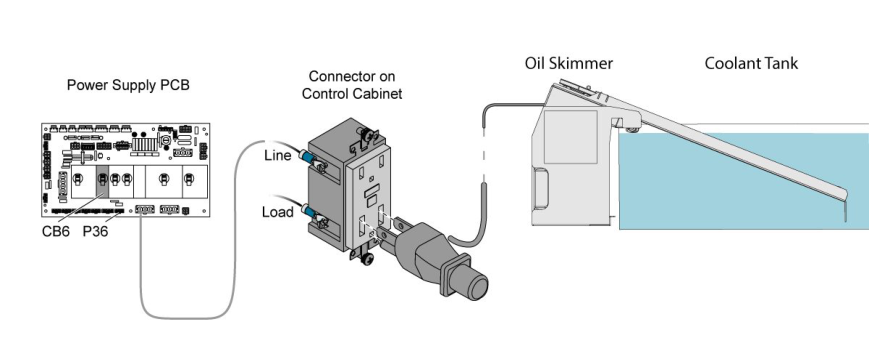 Power Supply PCB
Connector on
Control Cabinet
Oil Skimmer
Coolant Tank
Line
Load
CB6
P36